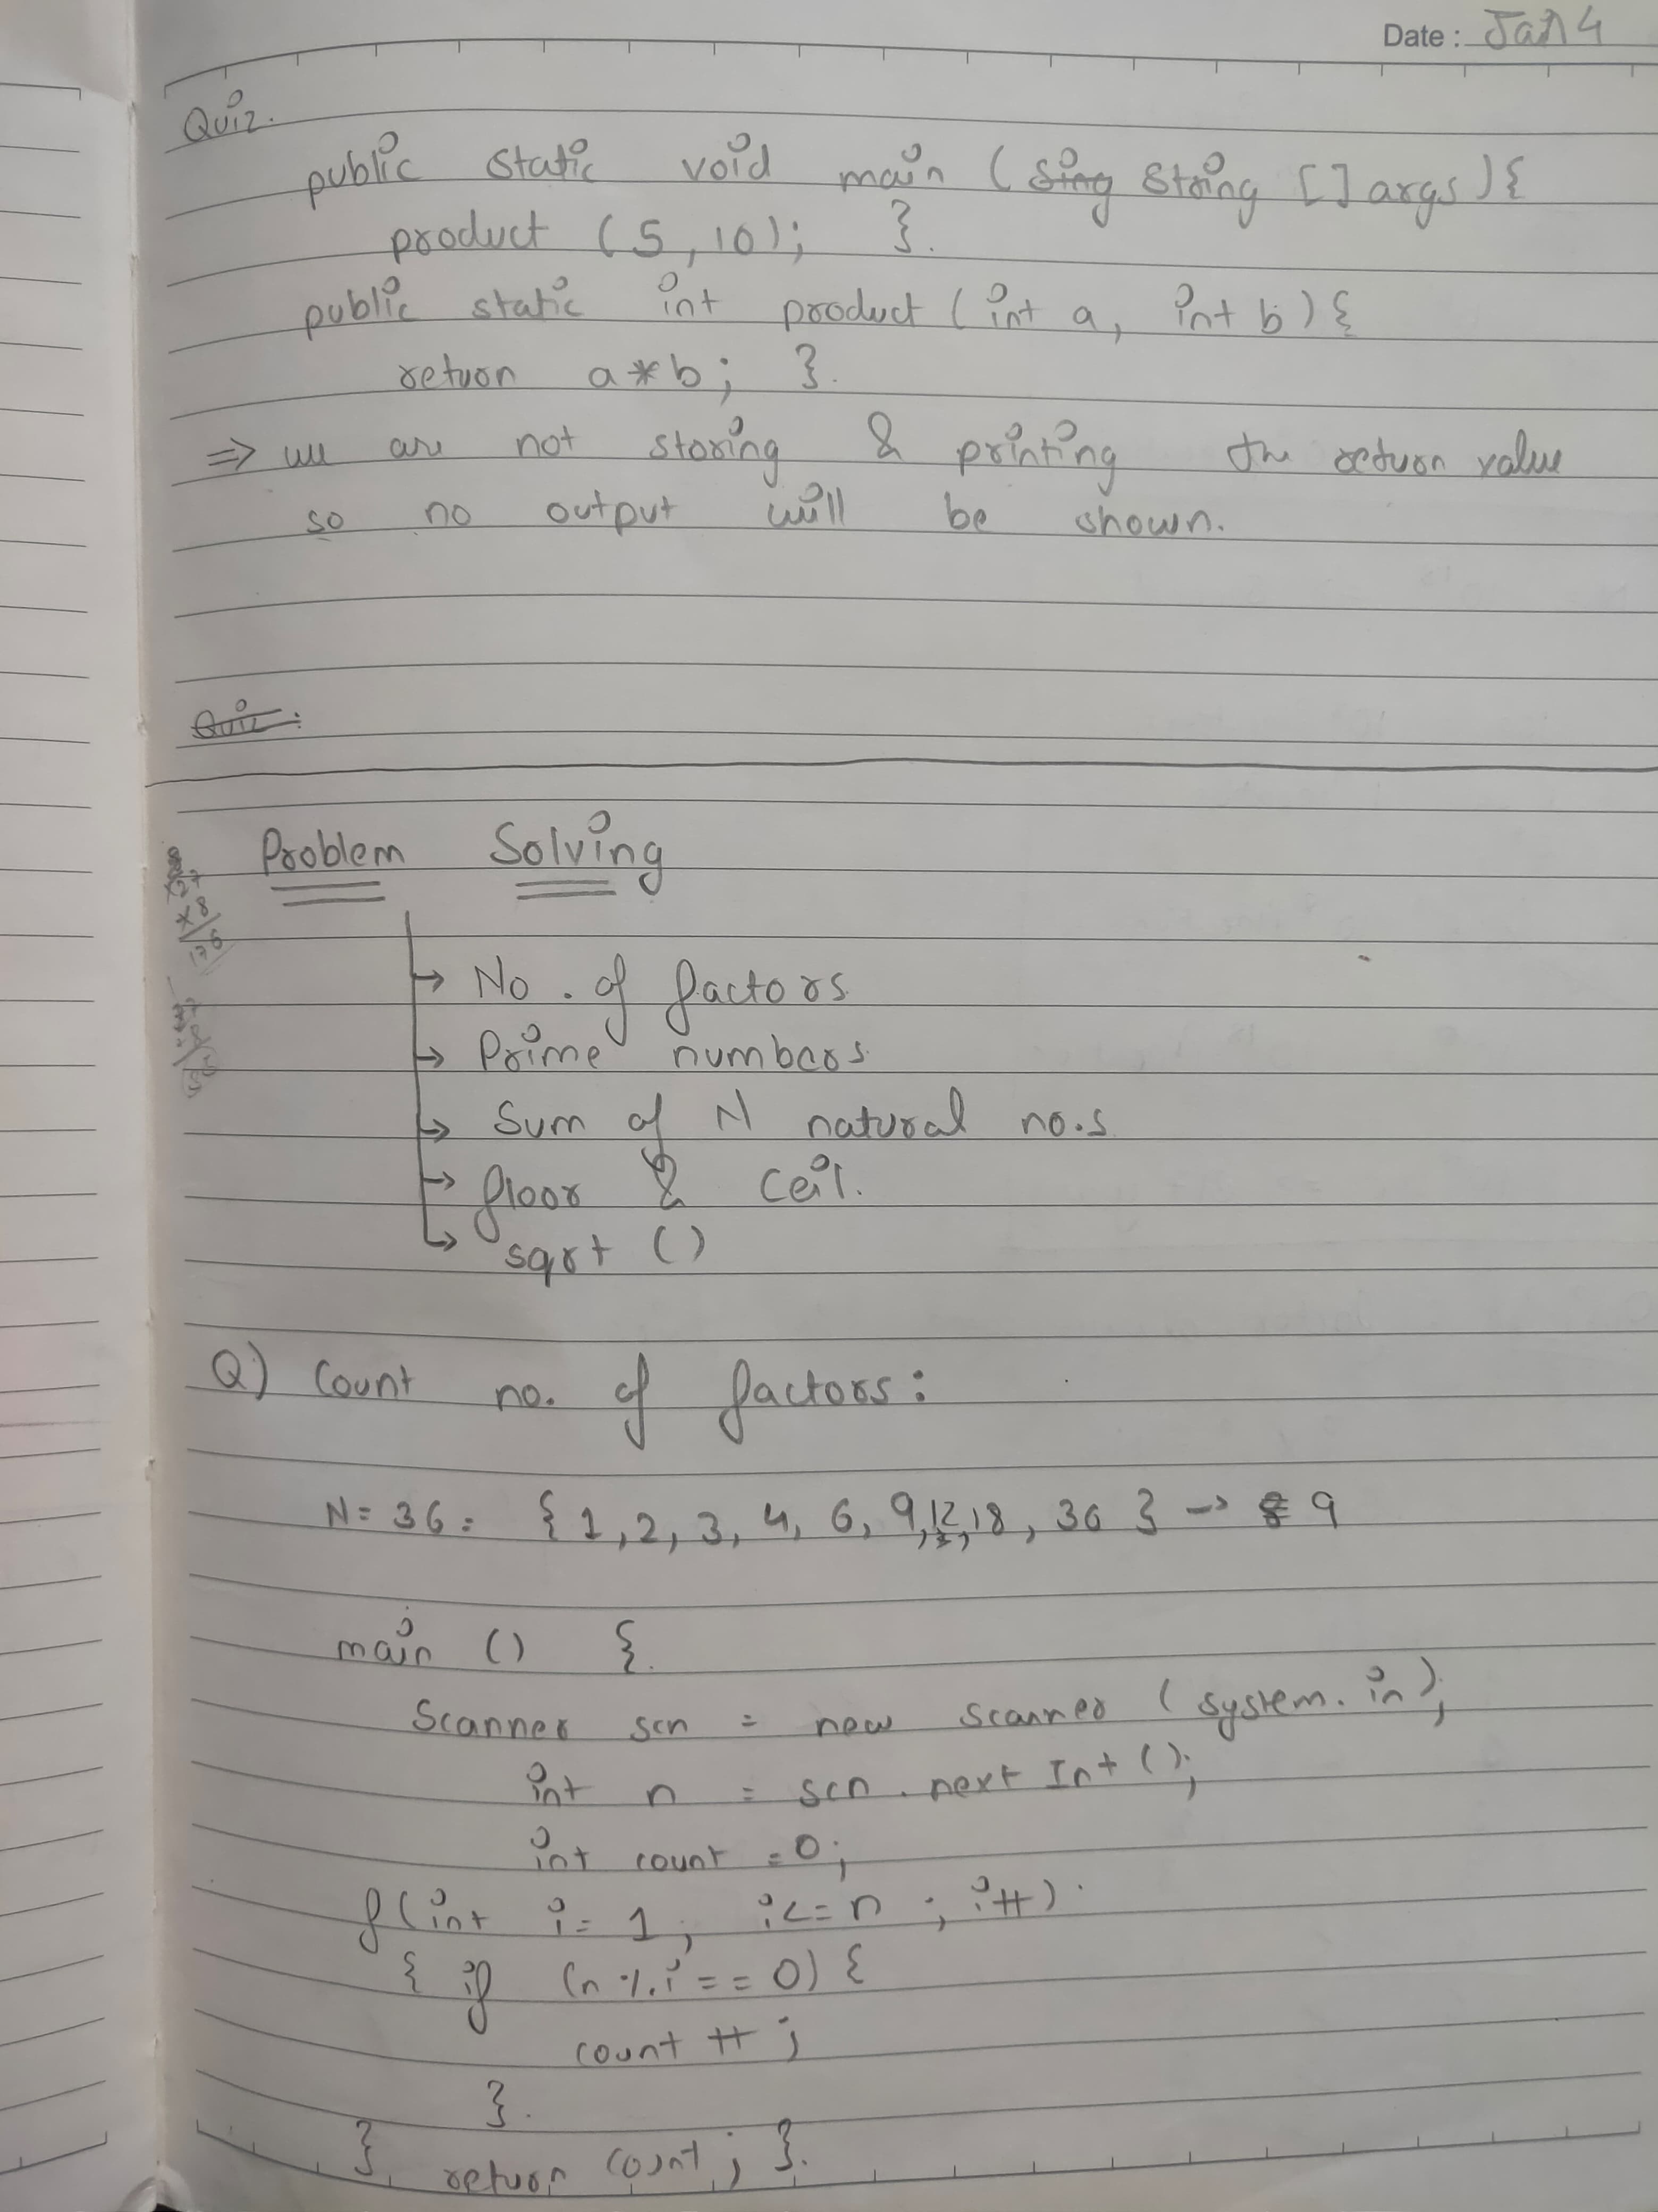 Date : Jan 4
Quiz.
public static void main ( String [] args ) {
product ( 5 , 10 ) ; }.
public static int product ( int a , int b ) {
return a * b ; }.
=> we are not storing & printing the return value
so no output will be shown.
Quiz :
Problem Solving
→ No . of factors
→ Prime numbers
→ Sum of N natural no.s
→ floor & ceil.
→ sqrt ()
Q) Count no. of factors :
N = 36 = { 1 , 2 , 3 , 4 , 6 , 9 , 12 , 18 , 36 } → 9
main () {.
Scanner scn = new scanner ( system . in ) ;
int n = scn . next Int () ;
int count = 0 ;
f ( int i = 1 ; i <= n ; i ++ ) .
{ if ( n % i == 0 ) {
count ++ ;
}.
} return count ; }.